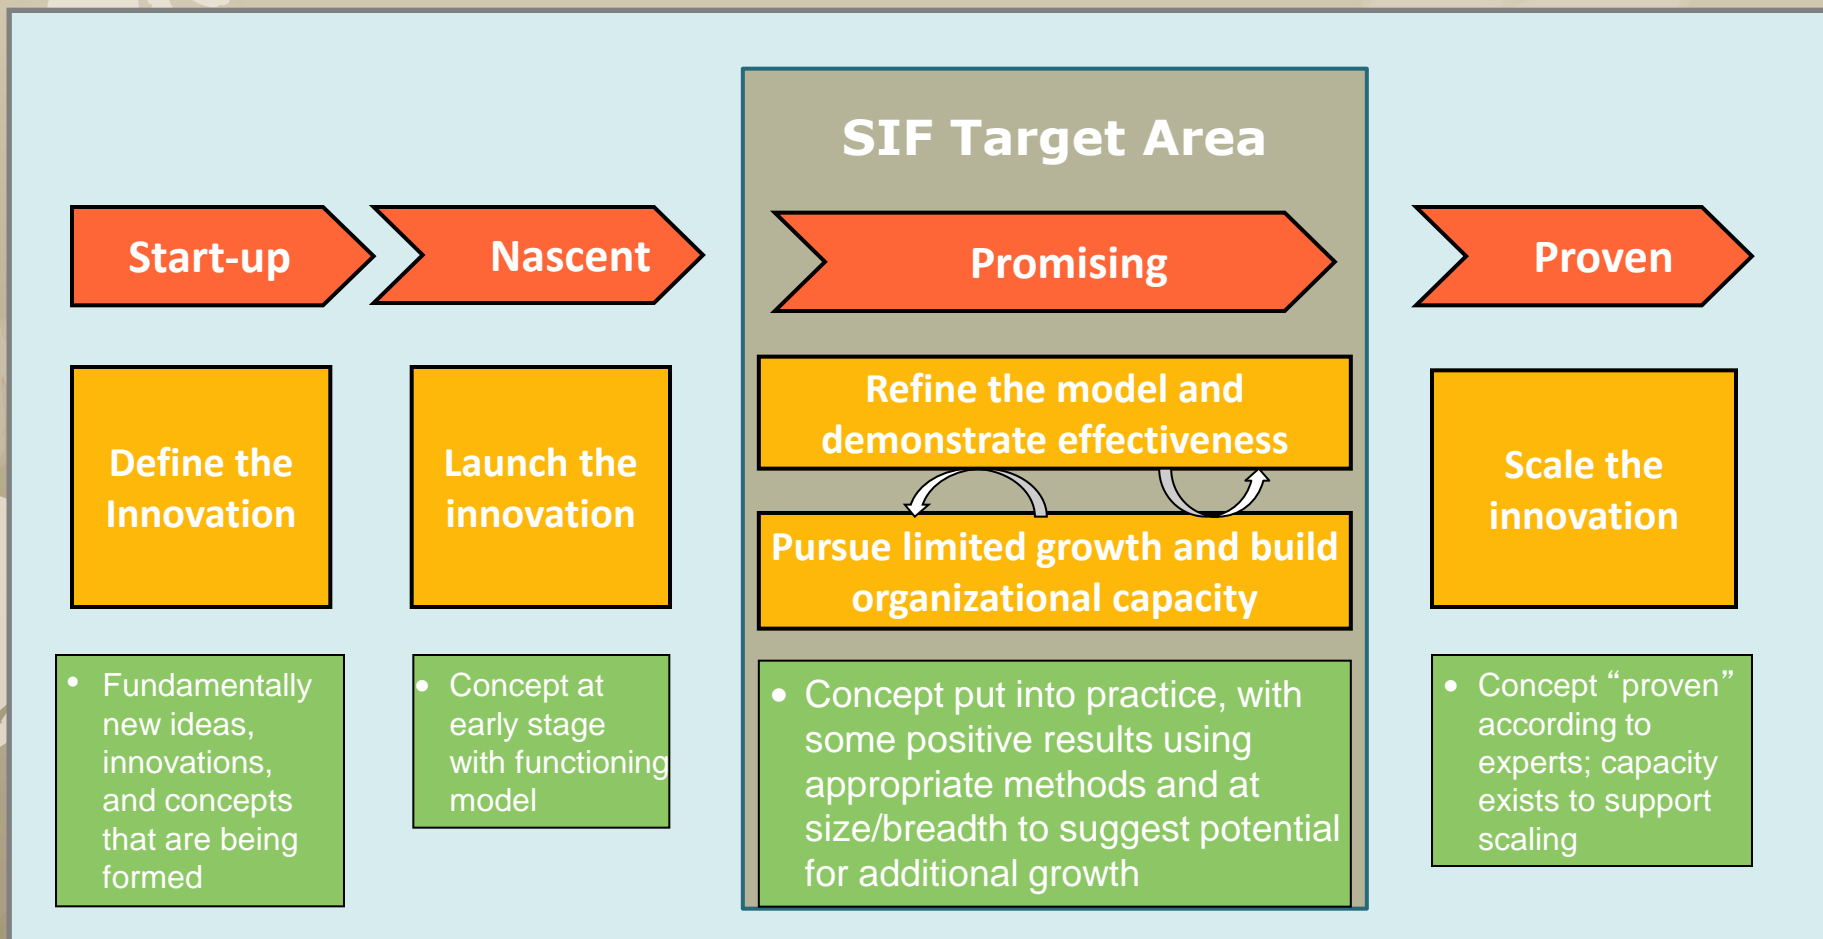 SIF Target Area
Start-up
Nascent
Promising
Proven
Define the
Innovation
Launch the
innovation
Refine the model and
demonstrate effectiveness
Pursue limited growth and build
organizational capacity
Scale the
innovation
• Fundamentally
new ideas,
innovations,
and concepts
that are being
formed
• Concept at
early stage
with functioning
model
• Concept put into practice, with
some positive results using
appropriate methods and at
size/breadth to suggest potential
for additional growth
• Concept “proven”
according to
experts; capacity
exists to support
scaling